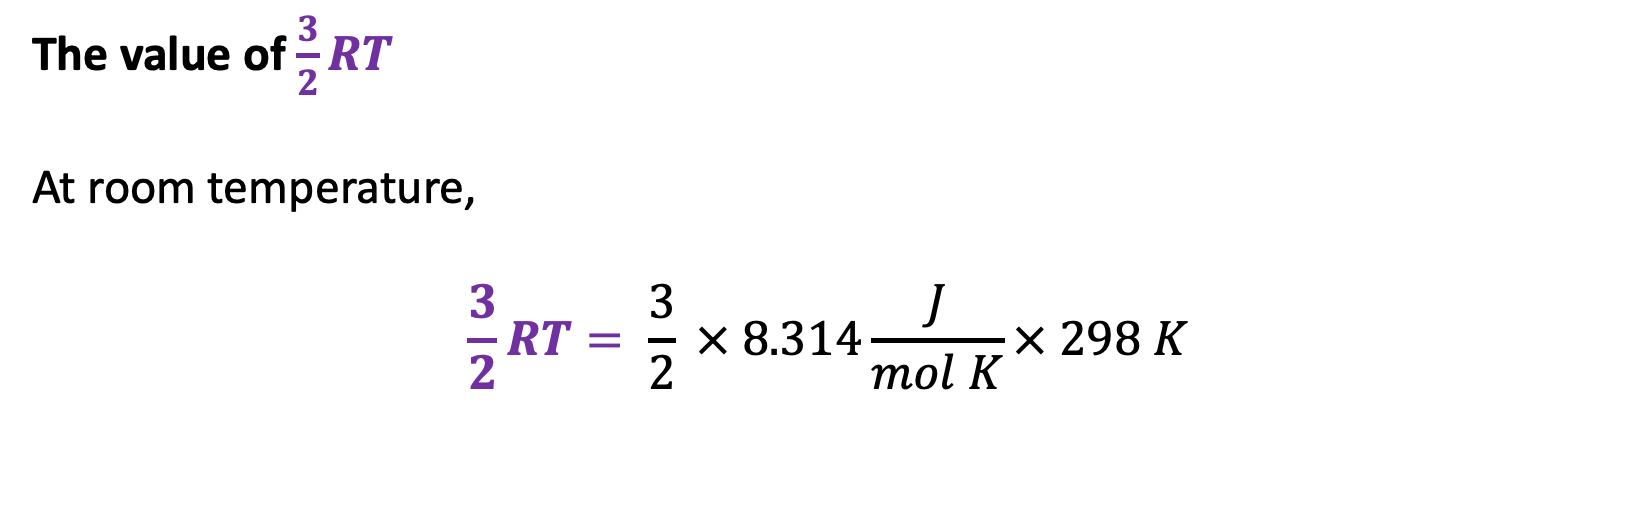 The value of 3/2 RT
At room temperature,
3/2 RT = 3/2 × 8.314 J/mol K × 298 K